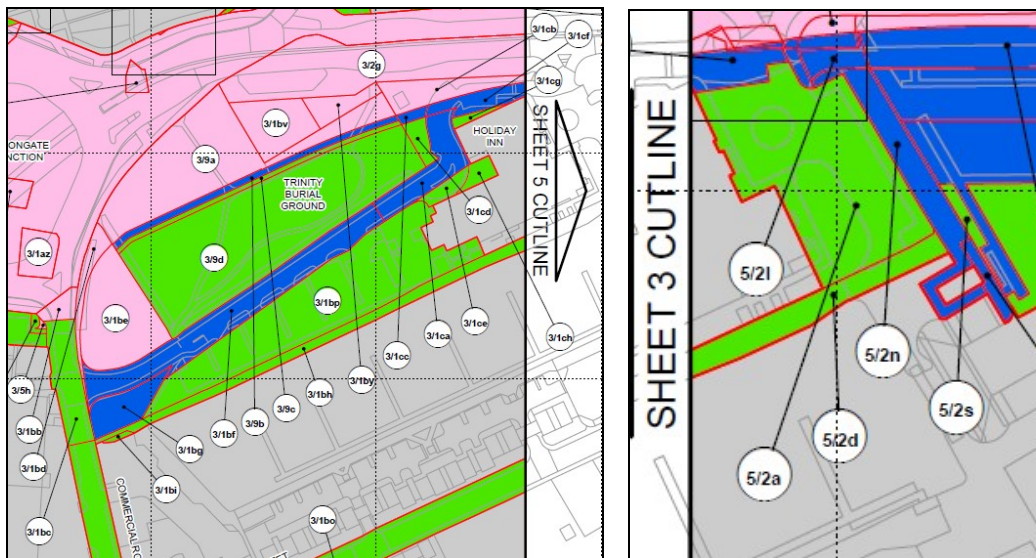 3/1cb
3/1cf
3/2g
3/1cg
3/1bv
HOLIDAY
INN
ONGATE
NCTION
3/9a
TRINITY
BURIAL
GROUND
3/1cd
SHEET 5 CUTLINE
3/1az
3/9d
3/1bp
3/1be
3/1ch
3/1ce
3/1ca
3/1cc
3/1by
3/5h
3/1bh
3/9c
3/9b
3/1bf
3/1bb
3/1bg
3/1bd
3/1bi
3/1bc
COMMERCIAL RO
3/1bo
SHEET 3 CUTLINE
5/2l
5/2n
5/2s
5/2d
5/2a